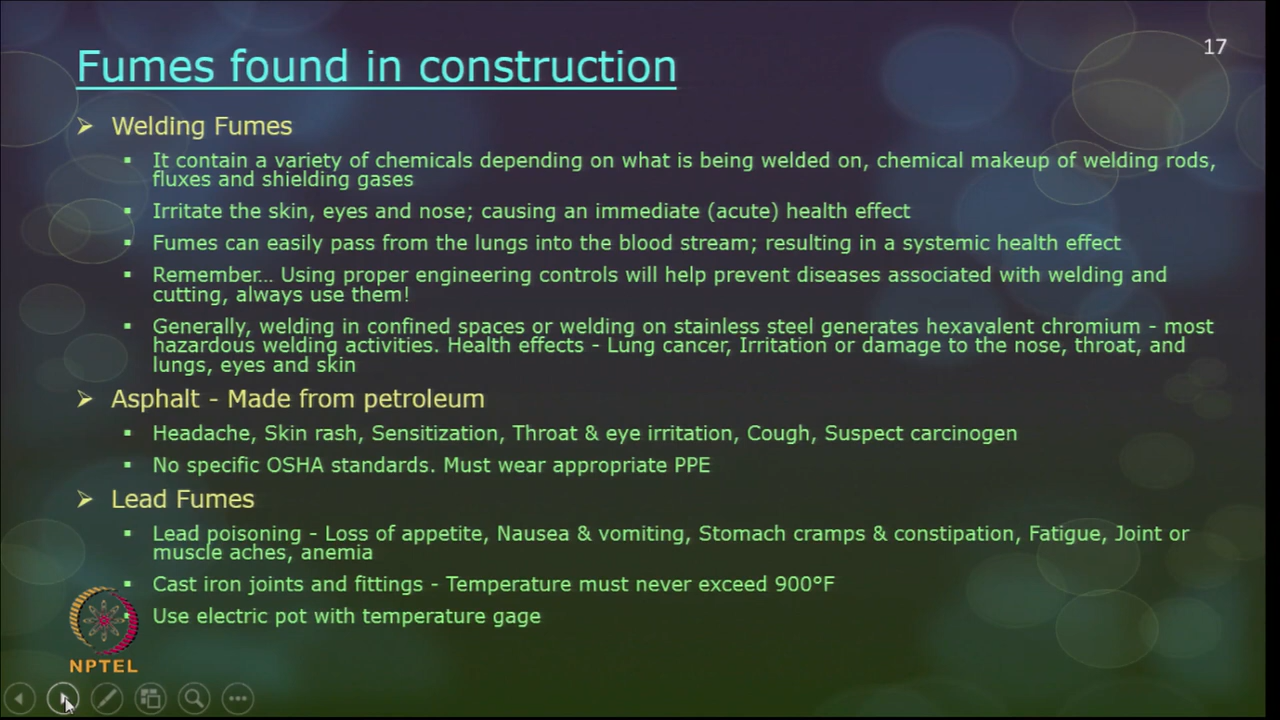 17
Fumes found in construction
Welding Fumes
It contain a variety of chemicals depending on what is being welded on, chemical makeup of welding rods,
fluxes and shielding gases
Irritate the skin, eyes and nose; causing an immediate (acute) health effect
Fumes can easily pass from the lungs into the blood stream; resulting in a systemic health effect
Remember... Using proper engineering controls will help prevent diseases associated with welding and
cutting, always use them!
Generally, welding in confined spaces or welding on stainless steel generates hexavalent chromium - most
hazardous welding activities. Health effects - Lung cancer, Irritation or damage to the nose, throat, and
lungs, eyes and skin
Asphalt - Made from petroleum
Headache, Skin rash, Sensitization, Throat & eye irritation, Cough, Suspect carcinogen
No specific OSHA standards. Must wear appropriate PPE
Lead Fumes
Lead poisoning - Loss of appetite, Nausea & vomiting, Stomach cramps & constipation, Fatigue, Joint or
muscle aches, anemia
Cast iron joints and fittings - Temperature must never exceed 900°F
Use electric pot with temperature gage
NPTEL